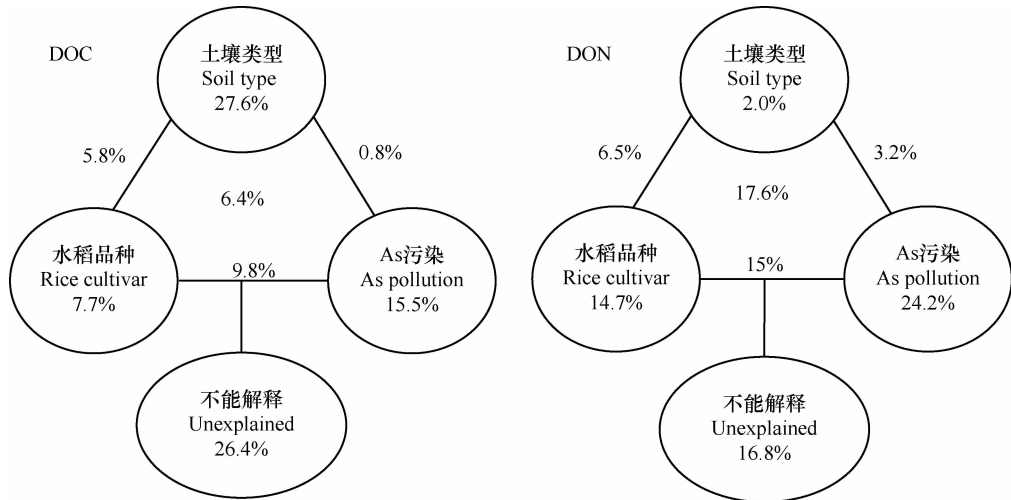 DOC
土壤类型
Soil type
27.6%
5.8%
0.8%
6.4%
水稻品种
Rice cultivar
7.7%
9.8%
As污染
As pollution
15.5%
不能解释
Unexplained
26.4%
DON
土壤类型
Soil type
2.0%
6.5%
3.2%
17.6%
水稻品种
Rice cultivar
14.7%
15%
As污染
As pollution
24.2%
不能解释
Unexplained
16.8%